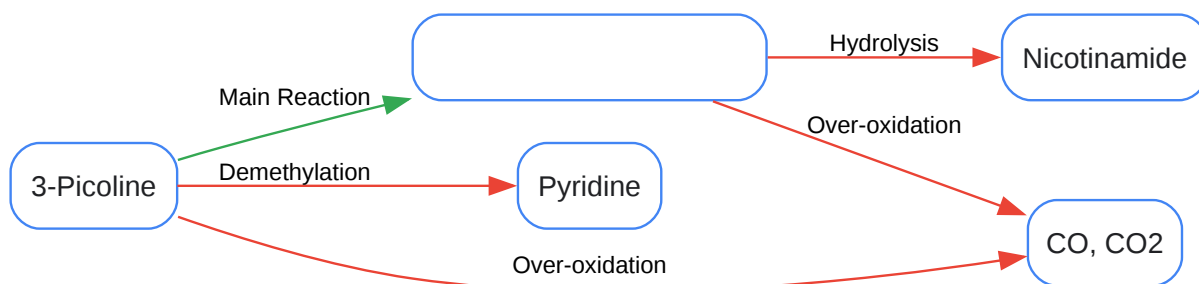 Hydrolysis
Nicotinamide
Main Reaction
Over-oxidation
3-Picoline
Demethylation
Pyridine
CO, CO2
Over-oxidation